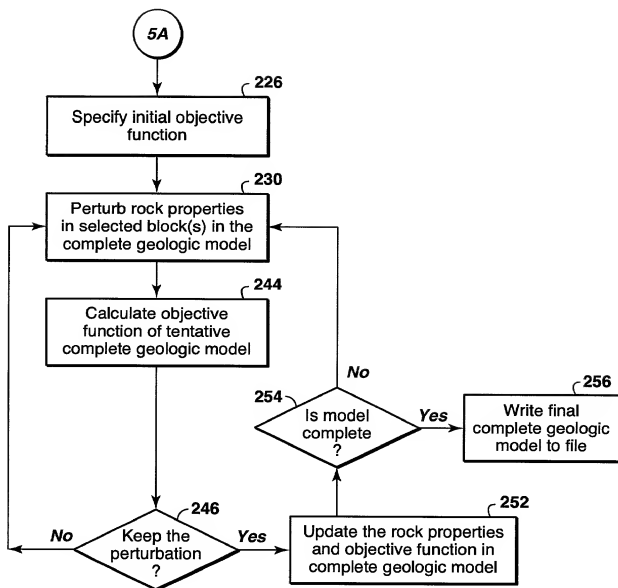 5A
226
Specify initial objective
function
230
Perturb rock properties
in selected block(s) in the
complete geologic model
244
Calculate objective
function of tentative
complete geologic model
No
254
Is model
complete
?
Yes
256
Write final
complete geologic
model to file
246
No
Keep the
perturbation
?
Yes
252
Update the rock properties
and objective function in
complete geologic model